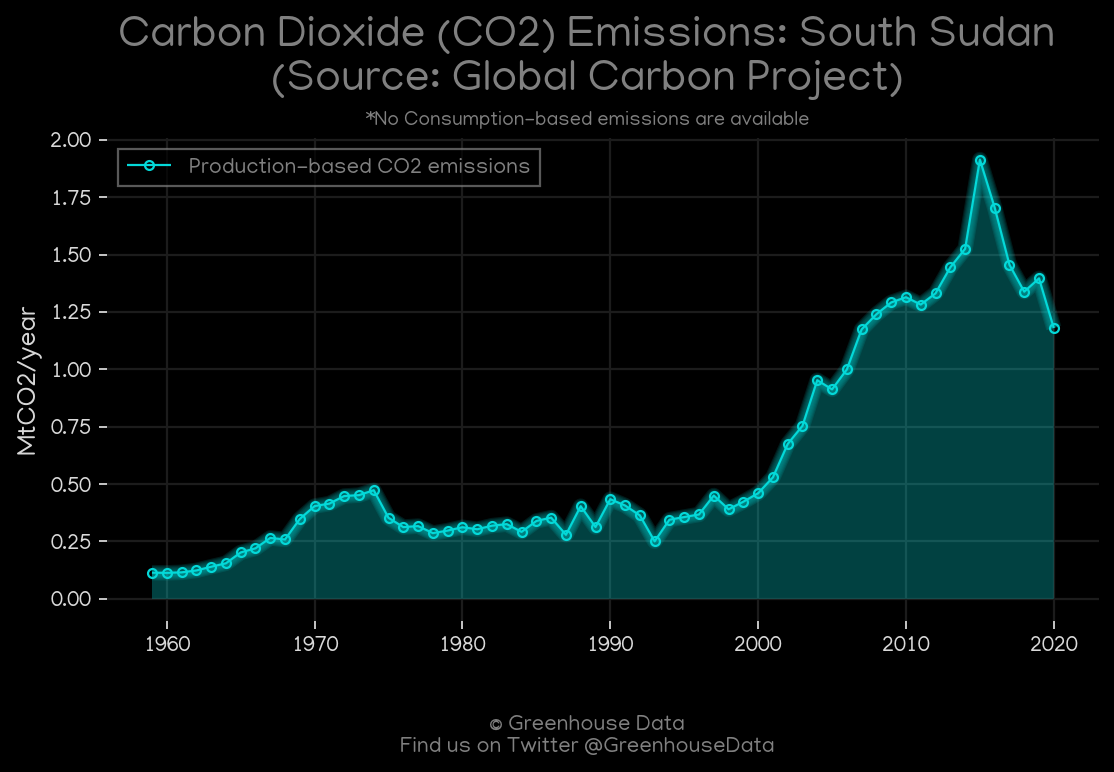 Carbon Dioxide (CO2) Emissions: South Sudan
(Source: Global Carbon Project)
*No Consumption-based emissions are available
Production-based CO2 emissions
MtCO2/year
2.00
1.75
1.50
1.25
1.00
0.75
0.50
0.25
0.00
1960 1970 1980 1990 2000 2010 2020
© Greenhouse Data
Find us on Twitter @GreenhouseData